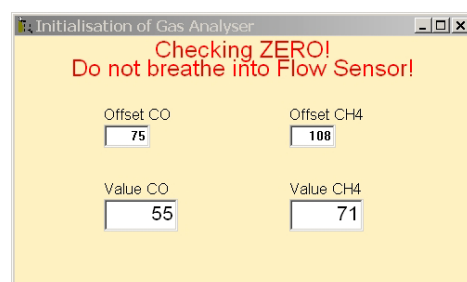 Initialisation of Gas Analyser
Checking ZERO!
Do not breathe into Flow Sensor!
Offset CO
Offset CH4
75
108
Value CO
Value CH4
55
71